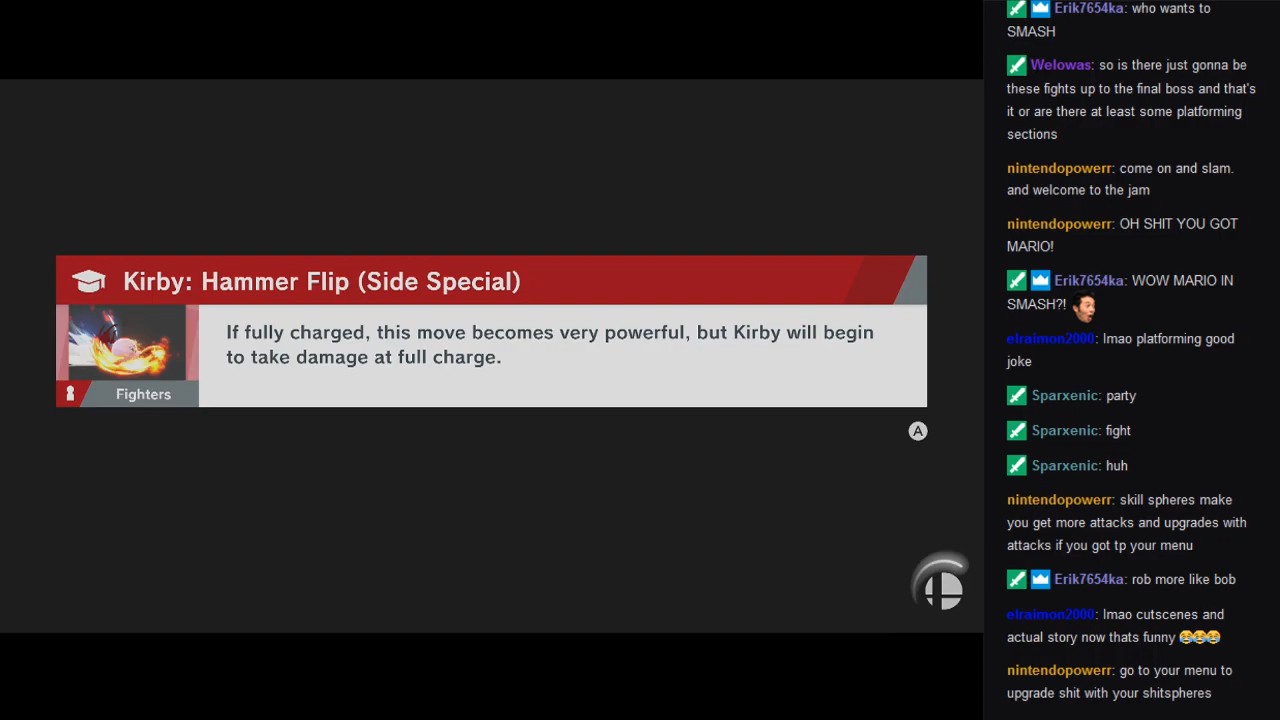 Kirby: Hammer Flip (Side Special)
If fully charged, this move becomes very powerful, but Kirby will begin
to take damage at full charge.
Fighters
A
Erik7654ka: who wants to
SMASH
Welowas: so is there just gonna be
these fights up to the final boss and that's
it or are there at least some platforming
sections
nintendopowerr: come on and slam.
and welcome to the jam
nintendopowerr: OH SHIT YOU GOT
MARIO!
Erik7654ka: WOW MARIO IN
SMASH?!
elraimon2000: lmao platforming good
joke
Sparxenic: party
Sparxenic: fight
Sparxenic: huh
nintendopowerr: skill spheres make
you get more attacks and upgrades with
attacks if you got tp your menu
Erik7654ka: rob more like bob
elraimon2000: lmao cutscenes and
actual story now thats funny 😂😂😂
nintendopowerr: go to your menu to
upgrade shit with your shitspheres